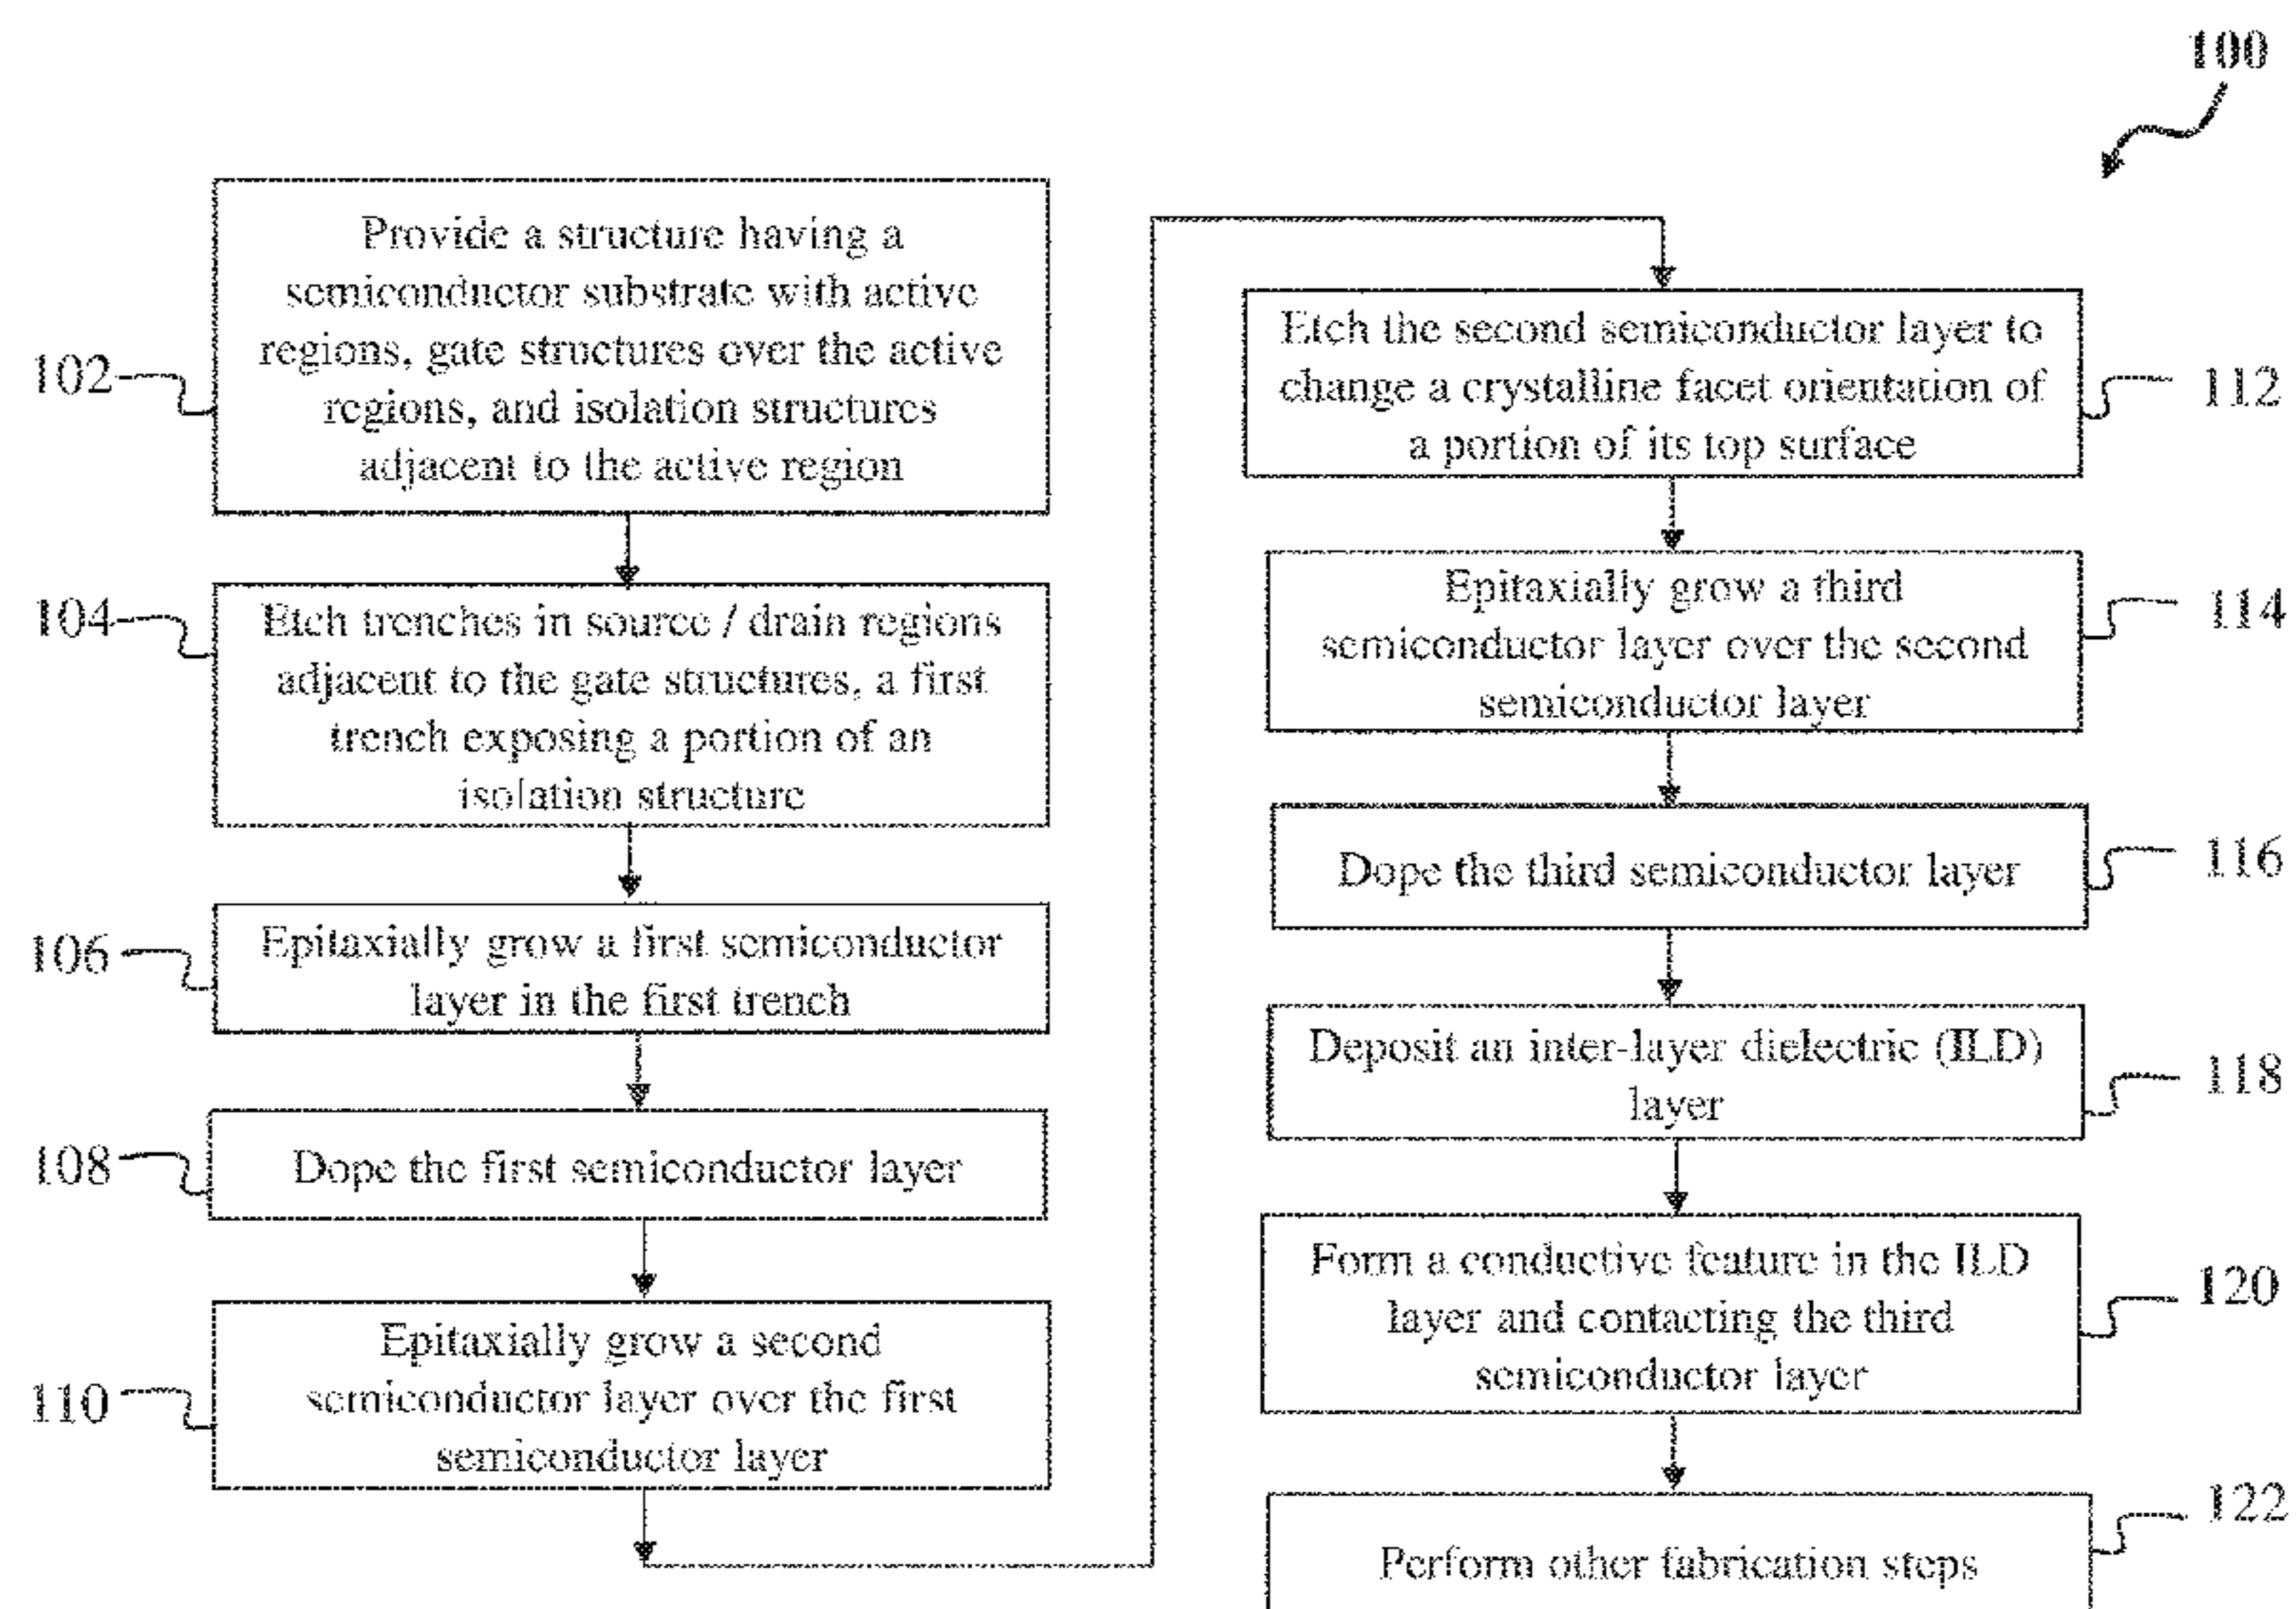 100
102
Provide a structure having a
semiconductor substrate with active
regions, gate structures over the active
regions, and isolation structures
adjacent to the active region
104
Etch trenches in source / drain regions
adjacent to the gate structures, a first
trench exposing a portion of an
isolation structure
106
Epitaxially grow a first semiconductor
layer in the first trench
108
Dope the first semiconductor layer
110
Epitaxially grow a second
semiconductor layer over the first
semiconductor layer
Etch the second semiconductor layer to
change a crystalline facet orientation of
a portion of its top surface
112
Epitaxially grow a third
semiconductor layer over the second
semiconductor layer
114
Dope the third semiconductor layer
116
Deposit an inter-layer dielectric (ILD)
layer
118
Form a conductive feature in the ILD
layer and contacting the third
semiconductor layer
120
Perform other fabrication steps
122